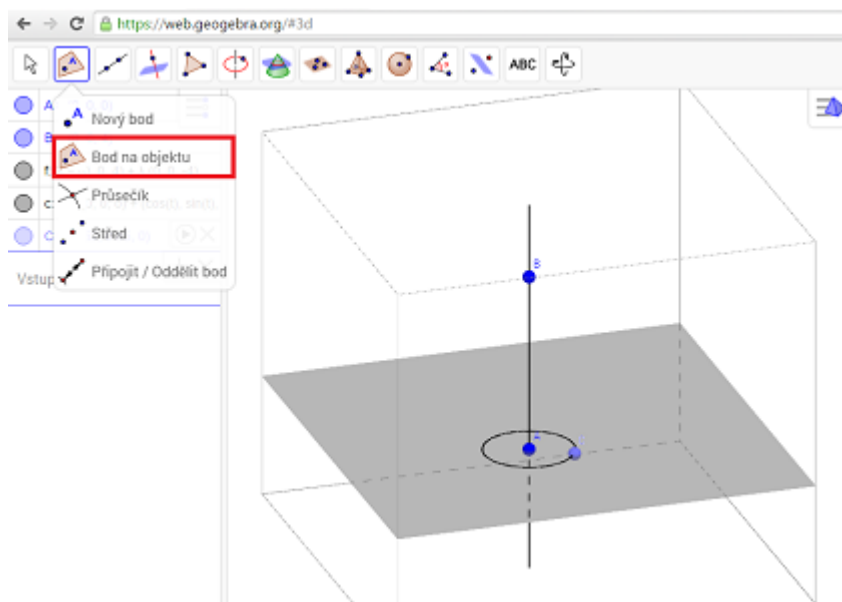 https://web.geogebra.org/#3d
ABC
A
Nový bod
Bod na objektu
Průsečík
Střed
Připojit / Oddělit bod
Vstup
B
A